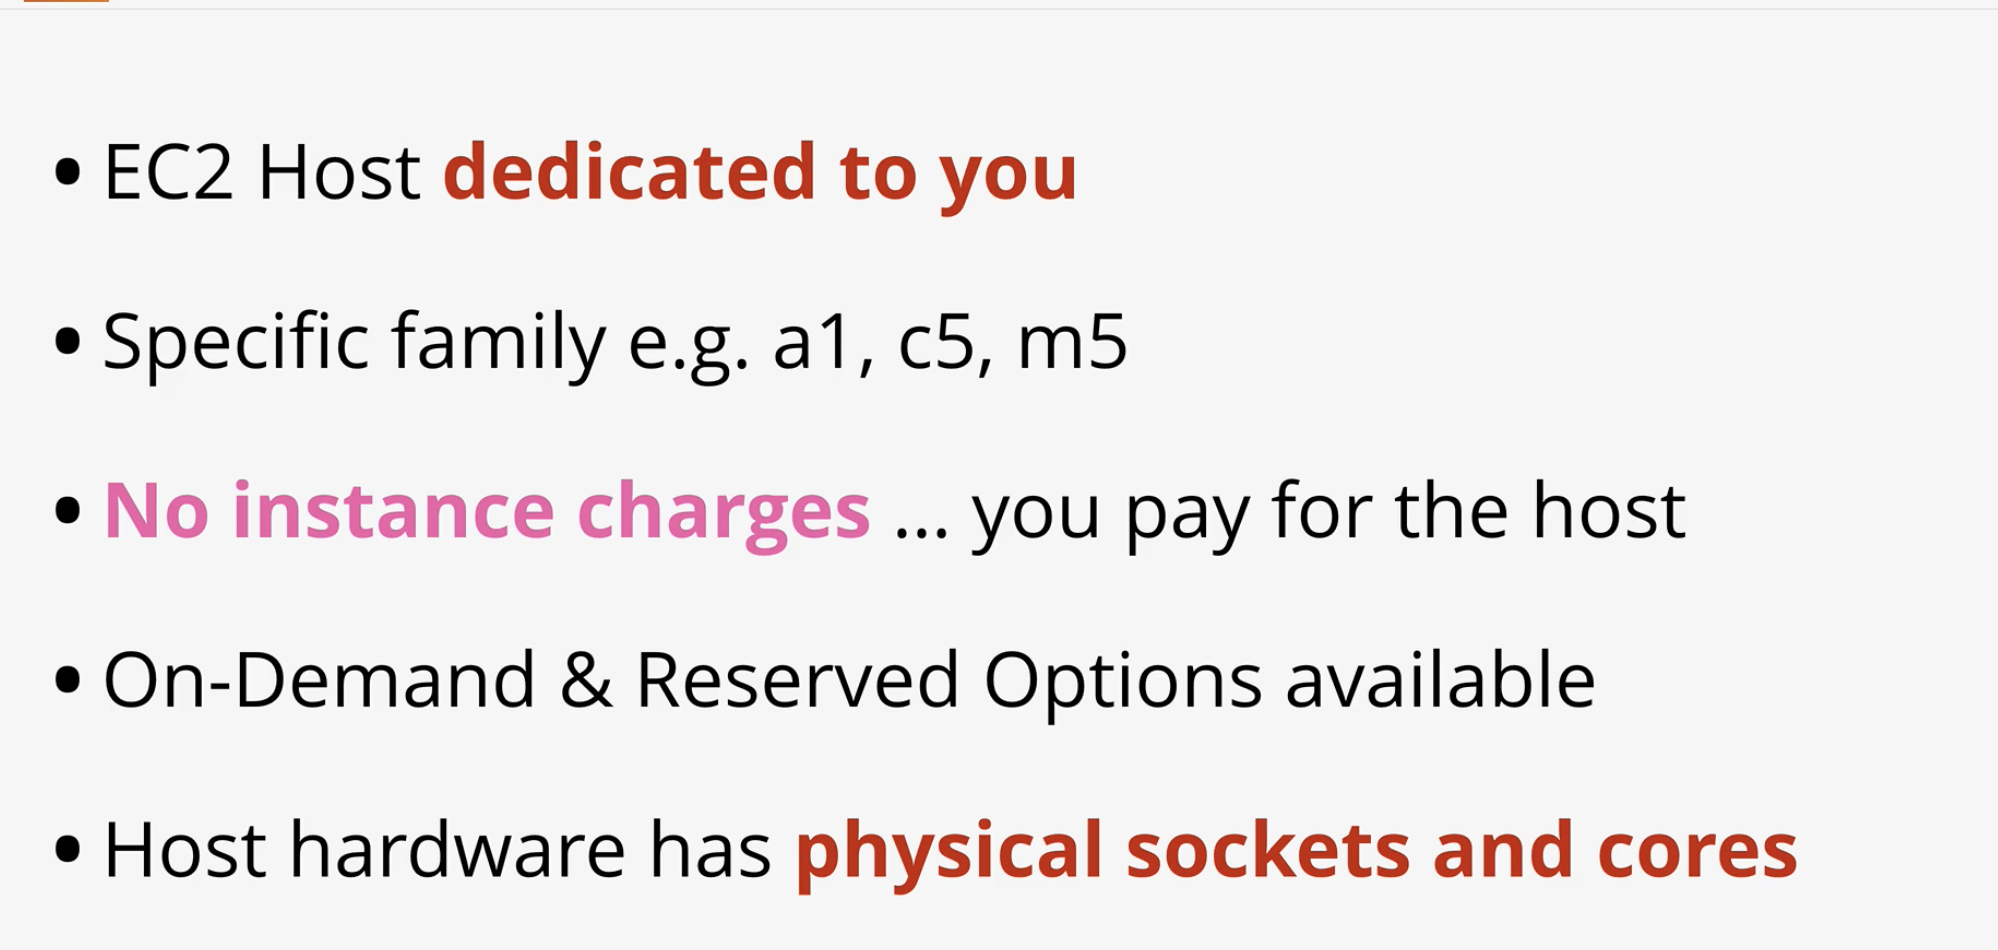 • EC2 Host dedicated to you
• Specific family e.g. a1, c5, m5
• No instance charges ... you pay for the host
• On-Demand & Reserved Options available
• Host hardware has physical sockets and cores